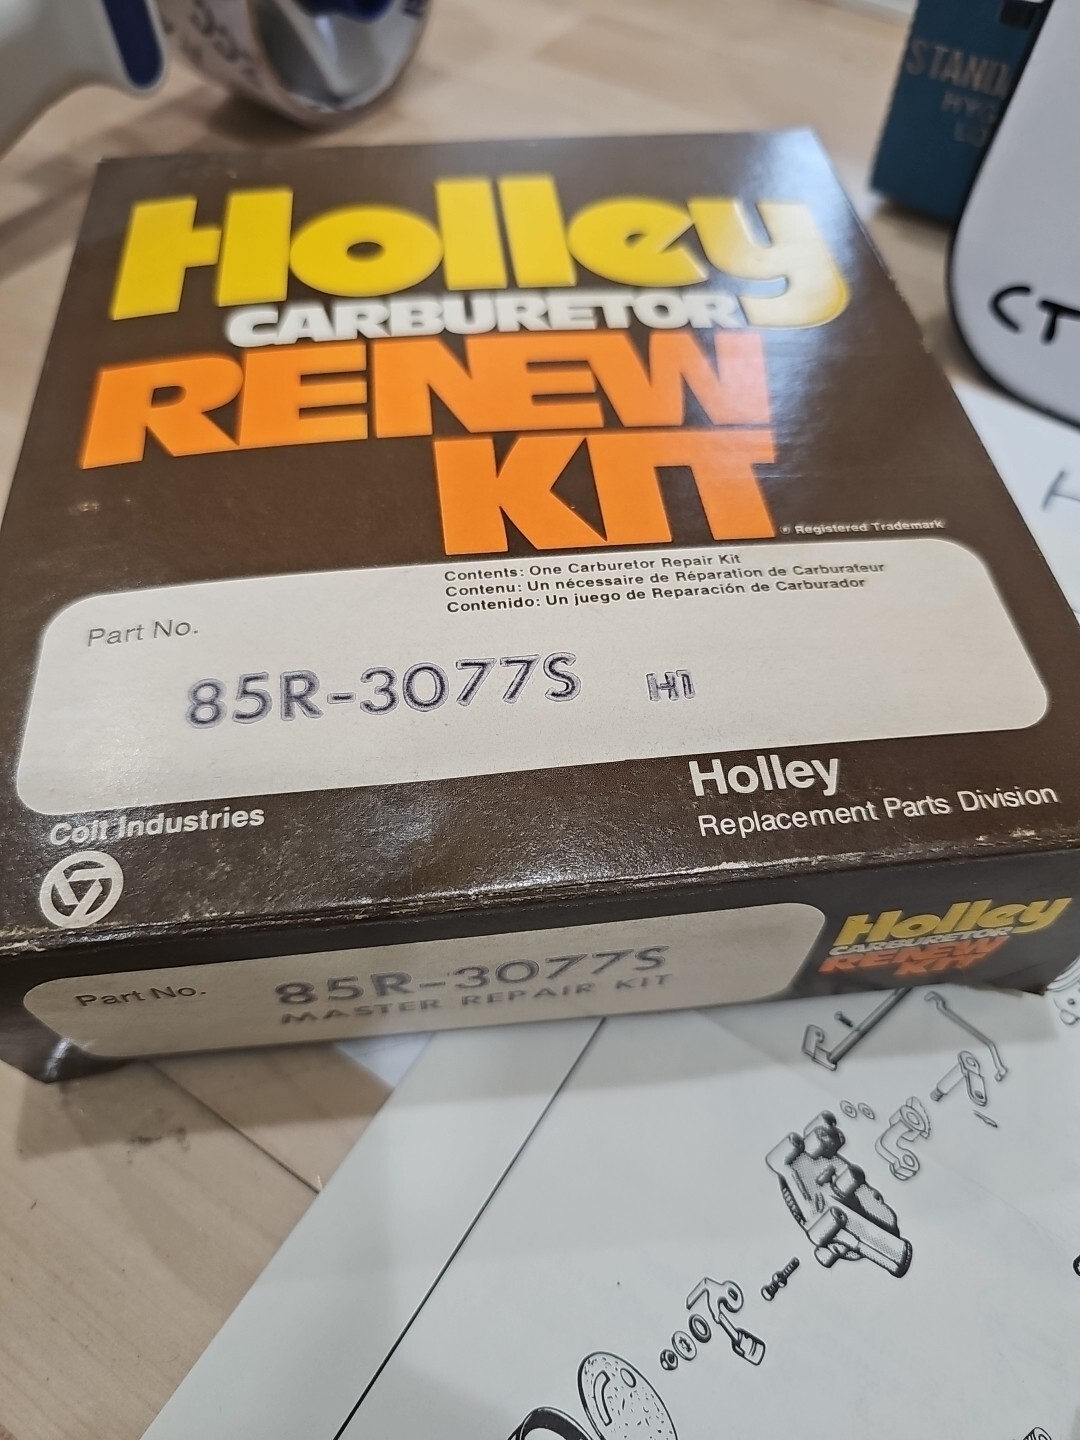 STAND
CT
Holley
CARBURETOR
RENEW
KIT
® Registered Trademark
Contents: One Carburetor Repair Kit
Contenu: Un nécessaire de Réparation de Carburateur
Contenido: Un juego de Reparación de Carburador
Part No.
85R-3077S H1
Colt Industries
Holley
Replacement Parts Division
Part No. 85R-3077S
MASTER REPAIR KIT
Holley
CARBURETOR
RENEW
KIT